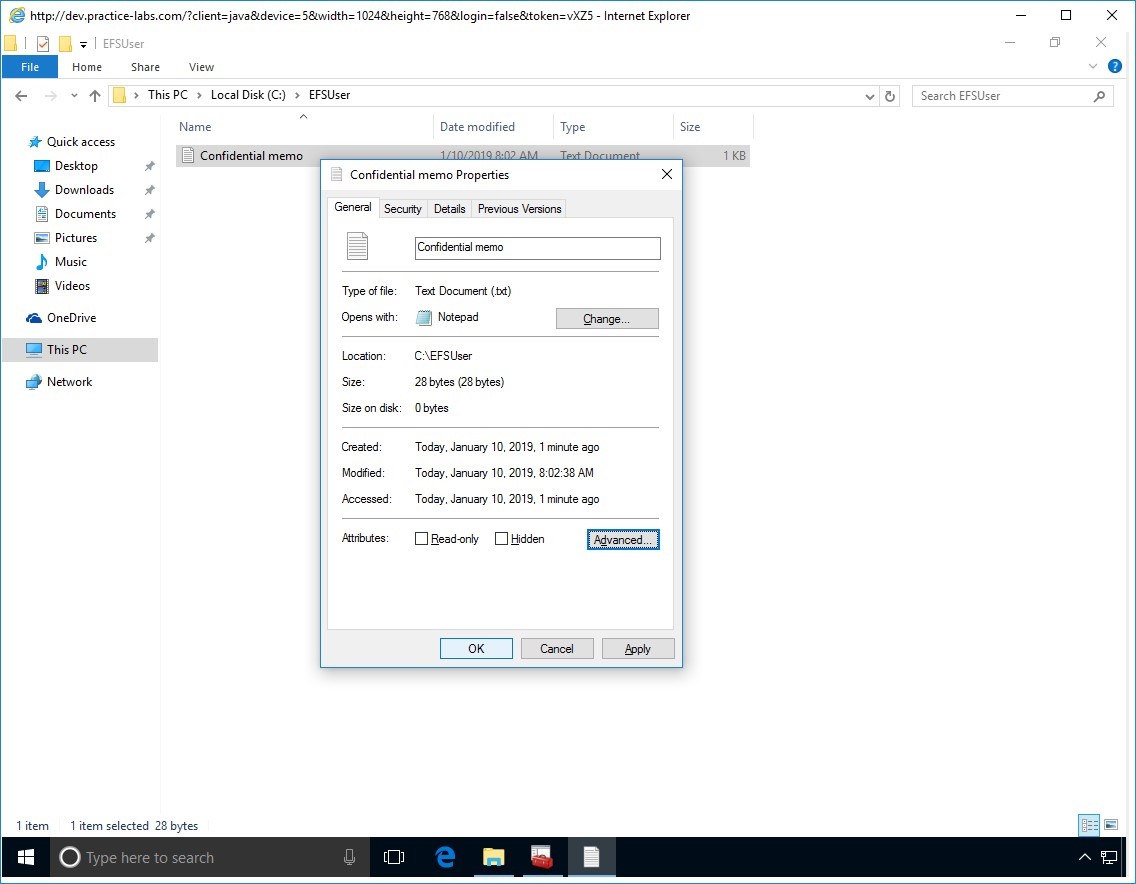 http://dev.practice-labs.com/?client=java&device=5&width=1024&height=768&login=false&token=vXZ5 - Internet Explorer
EFSUser
File Home Share View
This PC Local Disk (C:) EFSUser Search EFSUser
Name Date modified Type Size
Quick access
Confidential memo 1/10/2019 8:02 AM Text Document 1 KB
Desktop
Downloads
Documents
Pictures
Music
Videos
OneDrive
This PC
Network
Confidential memo Properties
General Security Details Previous Versions
Confidential memo
Type of file: Text Document (.txt)
Opens with: Notepad Change...
Location: C:\EFSUser
Size: 28 bytes (28 bytes)
Size on disk: 0 bytes
Created: Today, January 10, 2019, 1 minute ago
Modified: Today, January 10, 2019, 8:02:38 AM
Accessed: Today, January 10, 2019, 1 minute ago
Attributes: Read-only Hidden Advanced...
OK Cancel Apply
1 item 1 item selected 28 bytes
Type here to search